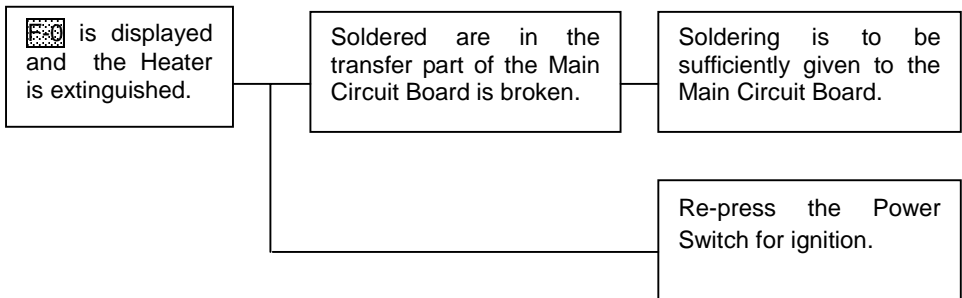 F-0 is displayed
and the Heater
is extinguished.
Soldered are in the
transfer part of the Main
Circuit Board is broken.
Soldering is to be
sufficiently given to the
Main Circuit Board.
Re-press the Power
Switch for ignition.